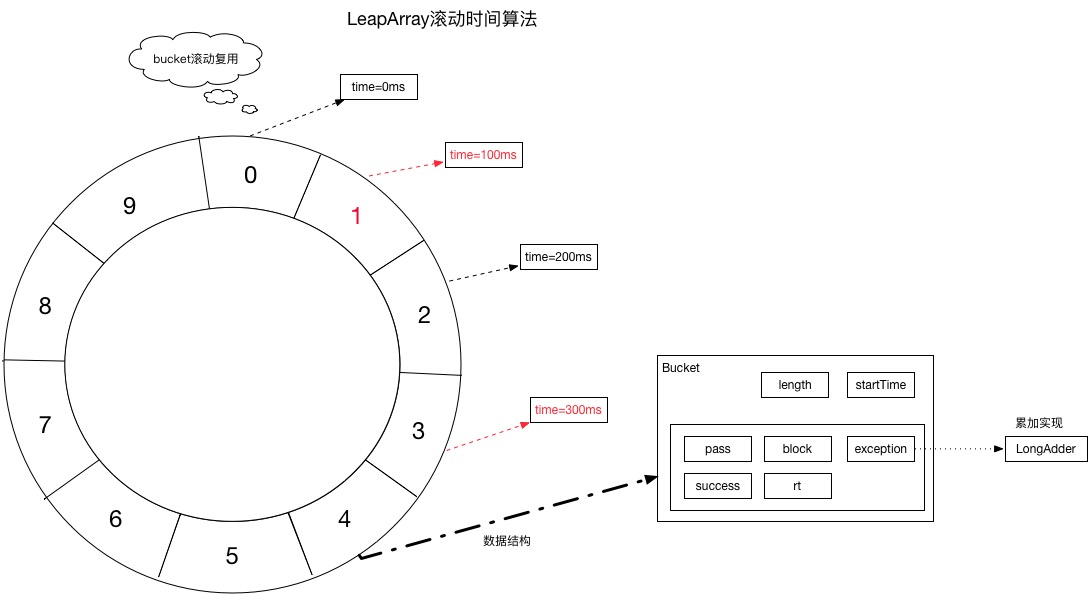 LeapArray滚动时间算法
bucket滚动复用
time=0ms
time=100ms
time=200ms
time=300ms
0
1
2
3
4
5
6
7
8
9
数据结构
Bucket
length
startTime
pass
block
exception
success
rt
累加实现
LongAdder